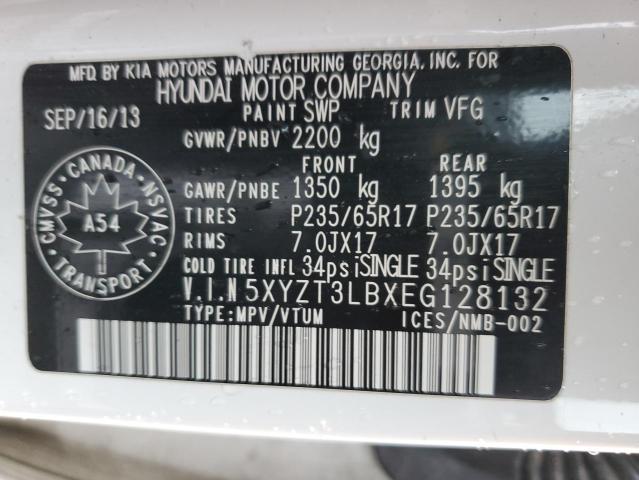 MFD. BY KIA MOTORS MANUFACTURING GEORGIA, INC. FOR
HYUNDAI MOTOR COMPANY
SEP/16/13 PAINT SWP TRIM VFG
GVWR/PNBV 2200 kg
FRONT REAR
GAWR/PNBE 1350 kg 1395 kg
TIRES P235/65R17 P235/65R17
RIMS 7.0JX17 7.0JX17
COLD TIRE INFL 34psi SINGLE 34psi SINGLE
V.I.N 5XYZT3LBXEG128132
TYPE:MPV/VTUM ICES/NMB-002
CMVSS · CANADA · NSVAC
A54
TRANSPORT